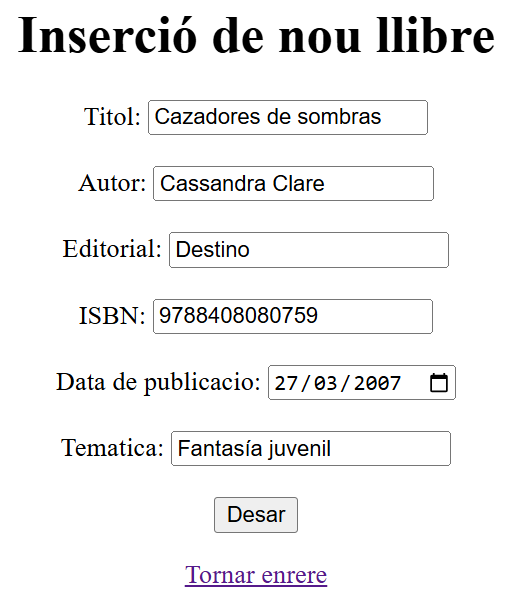 Inserció de nou llibre
Titol: Cazadores de sombras
Autor: Cassandra Clare
Editorial: Destino
ISBN: 9788408080759
Data de publicacio: 27/03/2007
Tematica: Fantasía juvenil
Desar
Tornar enrere